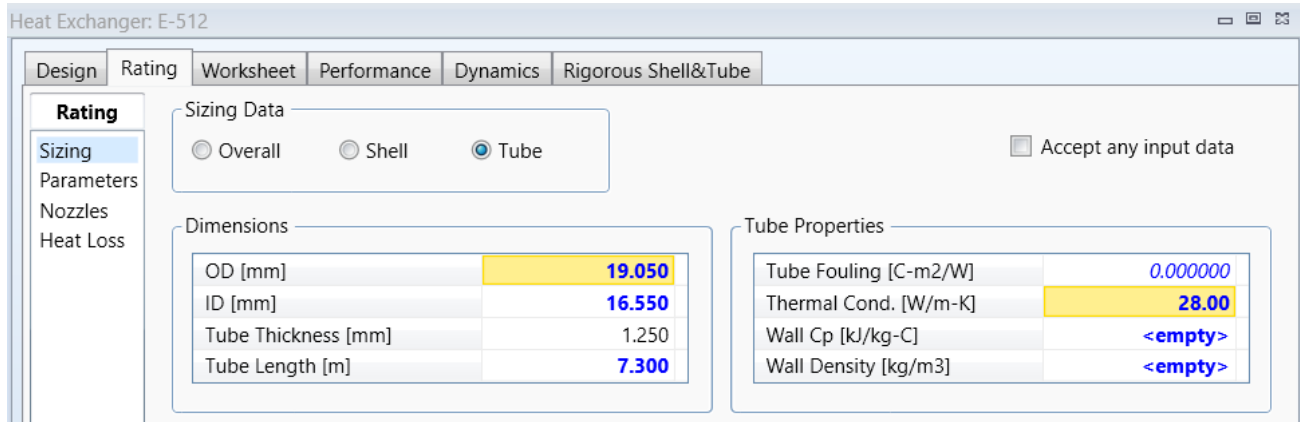 Heat Exchanger: E-512
Design Rating Worksheet Performance Dynamics Rigorous Shell&Tube
Rating
Sizing
Parameters
Nozzles
Heat Loss
Sizing Data
Overall Shell Tube
Accept any input data
Dimensions
OD [mm] 19.050
ID [mm] 16.550
Tube Thickness [mm] 1.250
Tube Length [m] 7.300
Tube Properties
Tube Fouling [C-m2/W] 0.000000
Thermal Cond. [W/m-K] 28.00
Wall Cp [kJ/kg-C] <empty>
Wall Density [kg/m3] <empty>